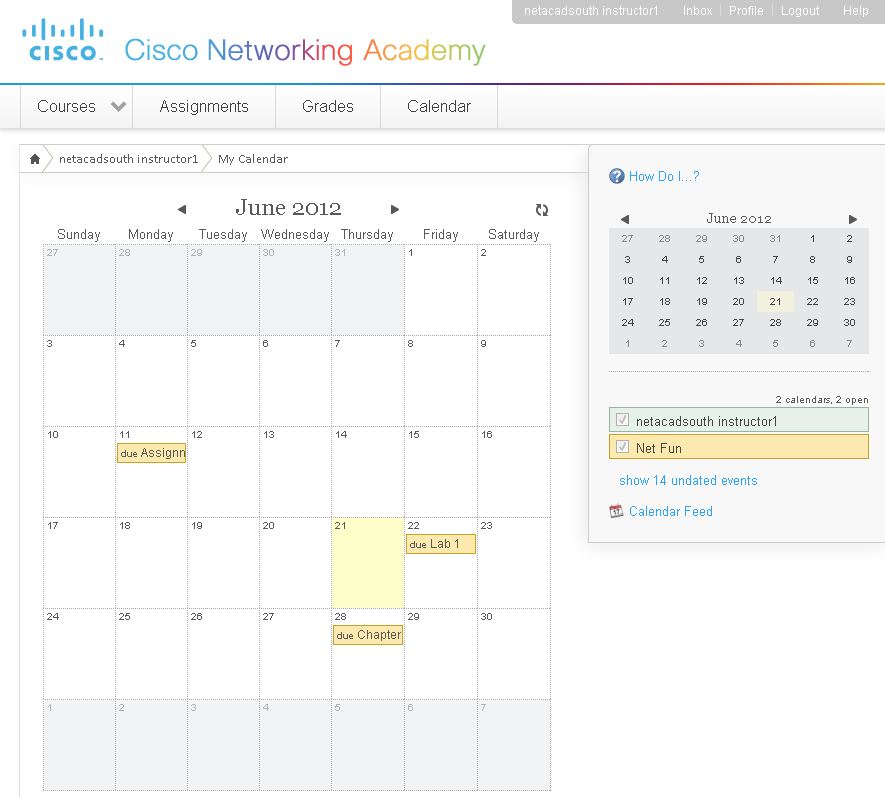 netacadsouth instructor1 Inbox Profile Logout Help
cisco.
Cisco Networking Academy
Courses Assignments Grades Calendar
netacadsouth instructor1 My Calendar
June 2012
Sunday Monday Tuesday Wednesday Thursday Friday Saturday
27 28 29 30 31 1 2
3 4 5 6 7 8 9
10 11 12 13 14 15 16
due Assignn
17 18 19 20 21 22 23
due Lab 1
24 25 26 27 28 29 30
due Chapter
1 2 3 4 5 6 7
How Do I...?
June 2012
27 28 29 30 31 1 2
3 4 5 6 7 8 9
10 11 12 13 14 15 16
17 18 19 20 21 22 23
24 25 26 27 28 29 30
1 2 3 4 5 6 7
2 calendars, 2 open
netacadsouth instructor1
Net Fun
show 14 undated events
Calendar Feed